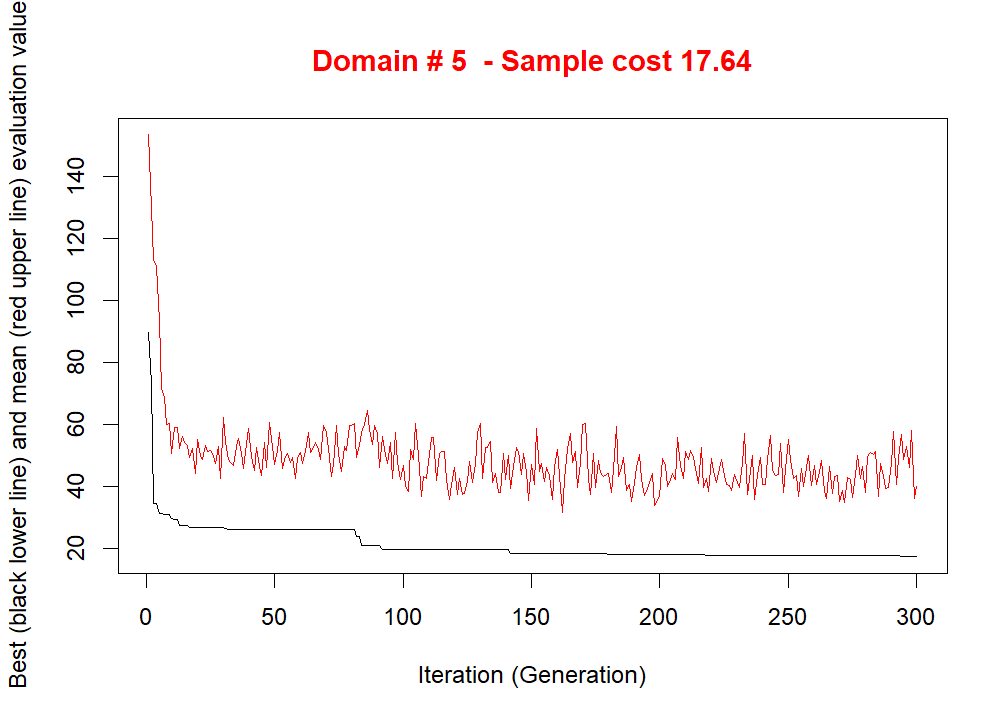 Domain # 5  - Sample cost 17.64
Best (black lower line) and mean (red upper line) evaluation value
140
120
100
80
60
40
20
0 50 100 150 200 250 300
Iteration (Generation)